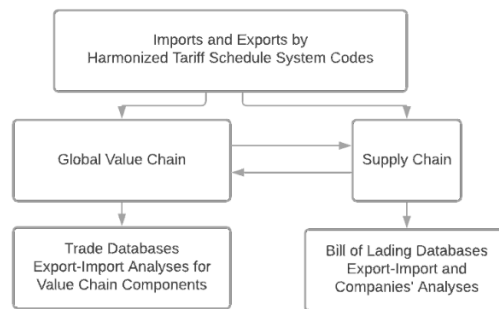 Imports and Exports by
Harmonized Tariff Schedule System Codes
Global Value Chain
Supply Chain
Trade Databases
Export-Import Analyses for
Value Chain Components
Bill of Lading Databases
Export-Import and
Companies' Analyses